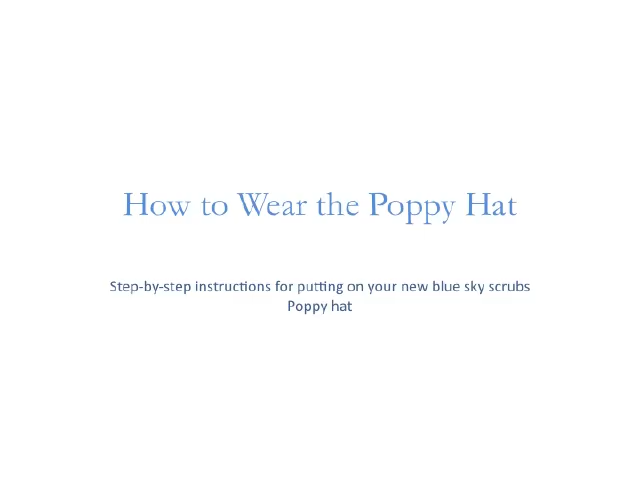 How to Wear the Poppy Hat
Step-by-step instructions for putting on your new blue sky scrubs
Poppy hat